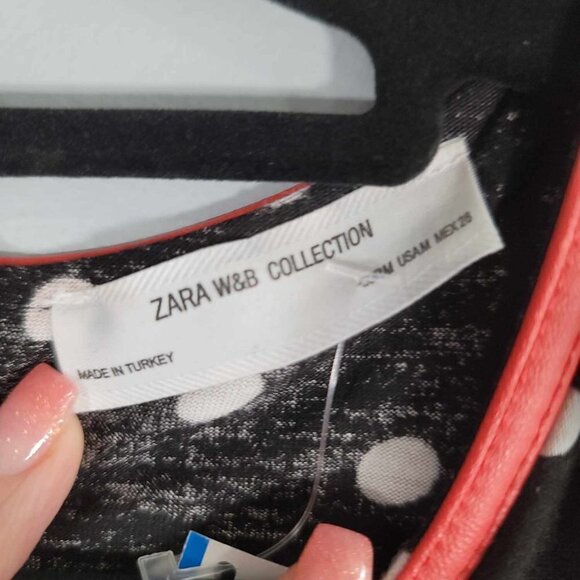 ZARA W&B COLLECTION
USAM MEX 28
MADE IN TURKEY